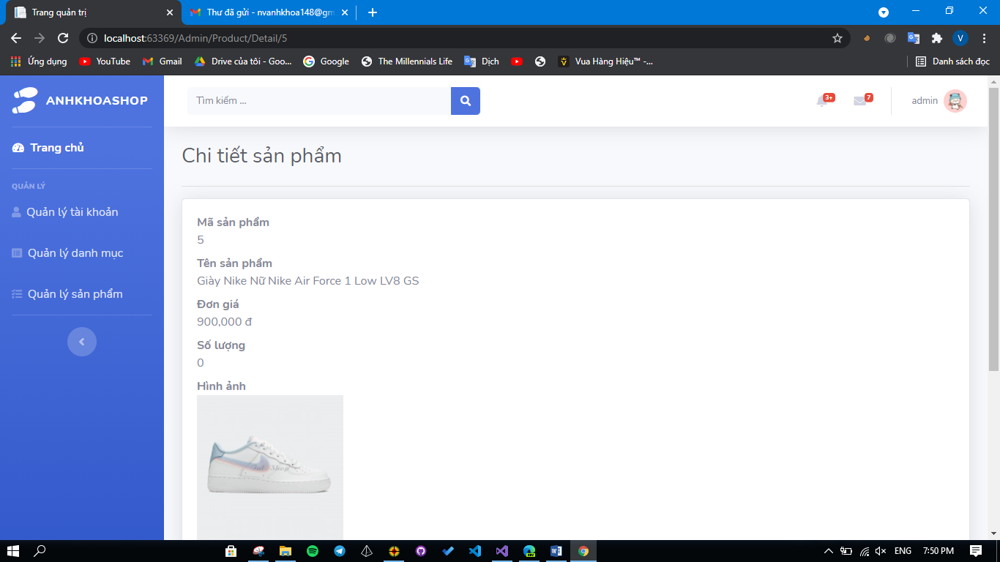 Trang quản trị
Thư đã gửi - nvanhkhoa148@gm
localhost:63369/Admin/Product/Detail/5
V
Ứng dụng YouTube Gmail Drive của tôi - Goo... Google The Millennials Life Dịch Vua Hàng Hiệu™ -... Danh sách đọc
ANHKHOASHOP
Tìm kiếm ...
3+
7
admin
Trang chủ
QUẢN LÝ
Quản lý tài khoản
Quản lý danh mục
Quản lý sản phẩm
Chi tiết sản phẩm
Mã sản phẩm
5
Tên sản phẩm
Giày Nike Nữ Nike Air Force 1 Low LV8 GS
Đơn giá
900,000 đ
Số lượng
0
Hình ảnh
ENG 7:50 PM